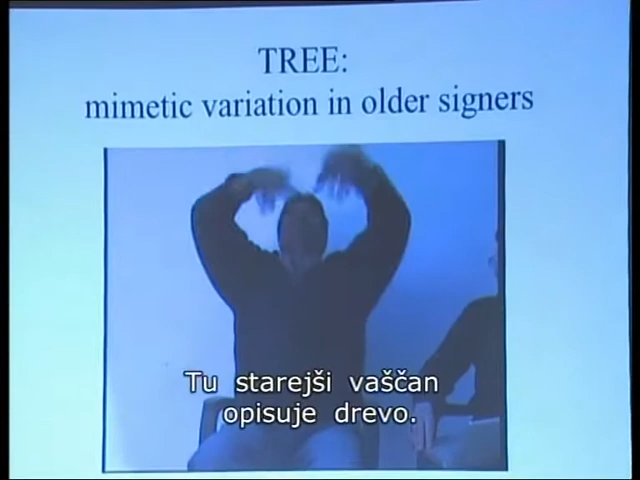 TREE:
mimetic variation in older signers
Tu starejši vaščan
opisuje drevo.